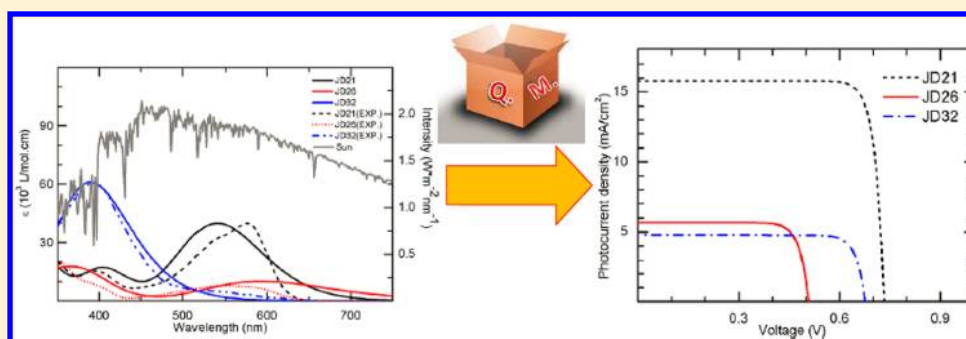 JD21
JD26
JD32
JD21(EXP.)
JD26(EXP.)
JD32(EXP.)
Sun
90
60
30
ε (10³ L/mol.cm)
2.0
1.5
1.0
0.5
Intensity (W*m⁻²nm⁻¹)
400 500 600 700
Wavelength (nm)
Q. M.
JD21
JD26
JD32
15
10
5
Photocurrent density (mA/cm²)
0.3 0.6 0.9
Voltage (V)